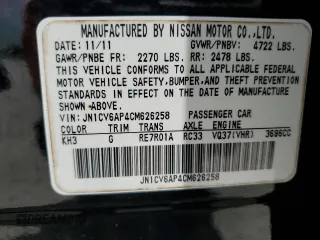 MANUFACTURED BY NISSAN MOTOR CO.,LTD.
DATE: 11/11 GVWR/PNBV: 4722 LBS.
GAWR/PNBE FR: 2270 LBS. RR: 2478 LBS.
THIS VEHICLE CONFORMS TO ALL APPLICABLE FEDERAL
MOTOR VEHICLE SAFETY,BUMPER,AND THEFT PREVENTION
STANDARDS IN EFFECT ON THE DATE OF MANUFACTURE
SHOWN ABOVE.
VIN: JN1CV6AP4CM626258 PASSENGER CAR
COLOR TRIM TRANS AXLE ENGINE
KH3 G RE7R01A RC33 VQ37(VHR) 3696CC
JN1CV6AP4CM626258